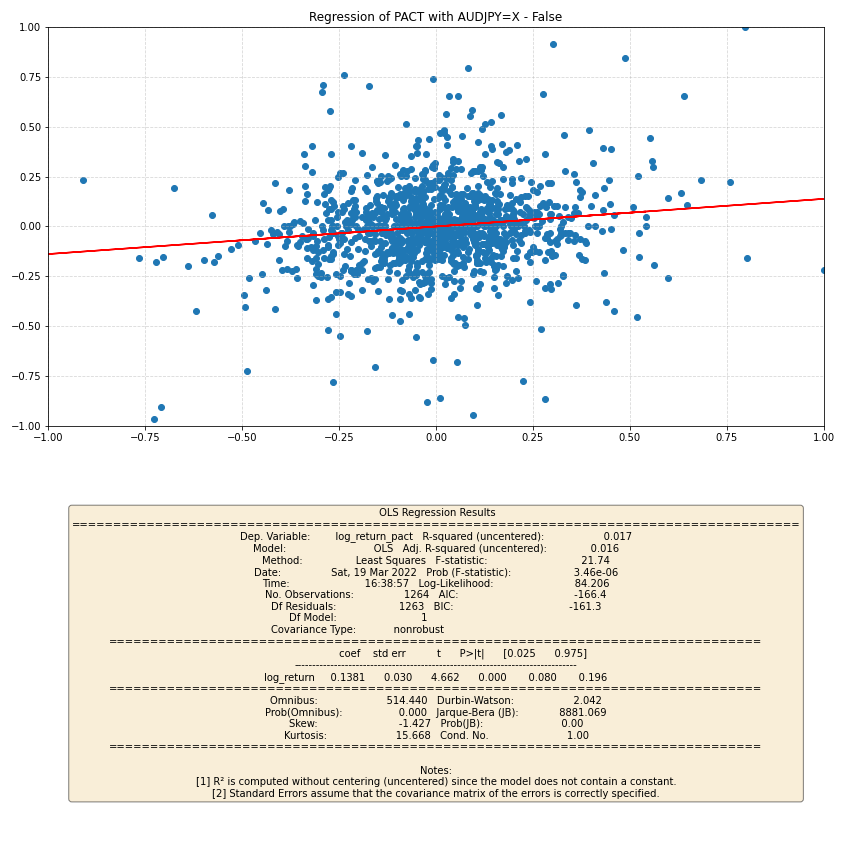 Regression of PACT with AUDJPY=X - False
1.00
0.75
0.50
0.25
0.00
−0.25
−0.50
−0.75
−1.00
−1.00 −0.75 −0.50 −0.25 0.00 0.25 0.50 0.75 1.00
OLS Regression Results
==============================================================================
Dep. Variable: log_return_pact R-squared (uncentered): 0.017
Model: OLS Adj. R-squared (uncentered): 0.016
Method: Least Squares F-statistic: 21.74
Date: Sat, 19 Mar 2022 Prob (F-statistic): 3.46e-06
Time: 16:38:57 Log-Likelihood: 84.206
No. Observations: 1264 AIC: -166.4
Df Residuals: 1263 BIC: -161.3
Df Model: 1
Covariance Type: nonrobust
==============================================================================
coef std err t P>|t| [0.025 0.975]
------------------------------------------------------------------------------
log_return 0.1381 0.030 4.662 0.000 0.080 0.196
==============================================================================
Omnibus: 514.440 Durbin-Watson: 2.042
Prob(Omnibus): 0.000 Jarque-Bera (JB): 8881.069
Skew: -1.427 Prob(JB): 0.00
Kurtosis: 15.668 Cond. No. 1.00
==============================================================================
Notes:
[1] R² is computed without centering (uncentered) since the model does not contain a constant.
[2] Standard Errors assume that the covariance matrix of the errors is correctly specified.